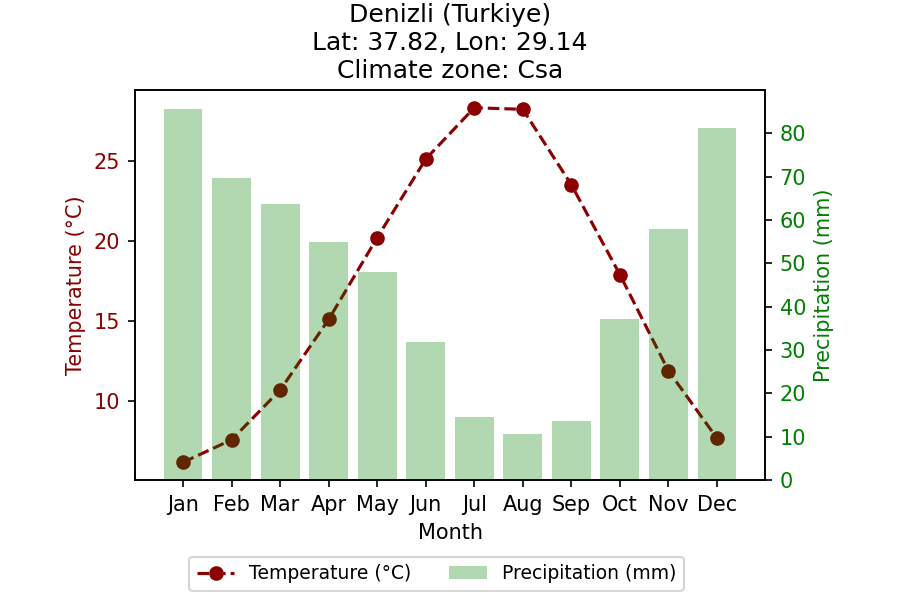 Denizli (Turkiye)
Lat: 37.82, Lon: 29.14
Climate zone: Csa
Temperature (°C)
25
20
15
10
80
70
60
50
40
30
20
10
0
Precipitation (mm)
Jan Feb Mar Apr May Jun Jul Aug Sep Oct Nov Dec
Month
Temperature (°C) Precipitation (mm)